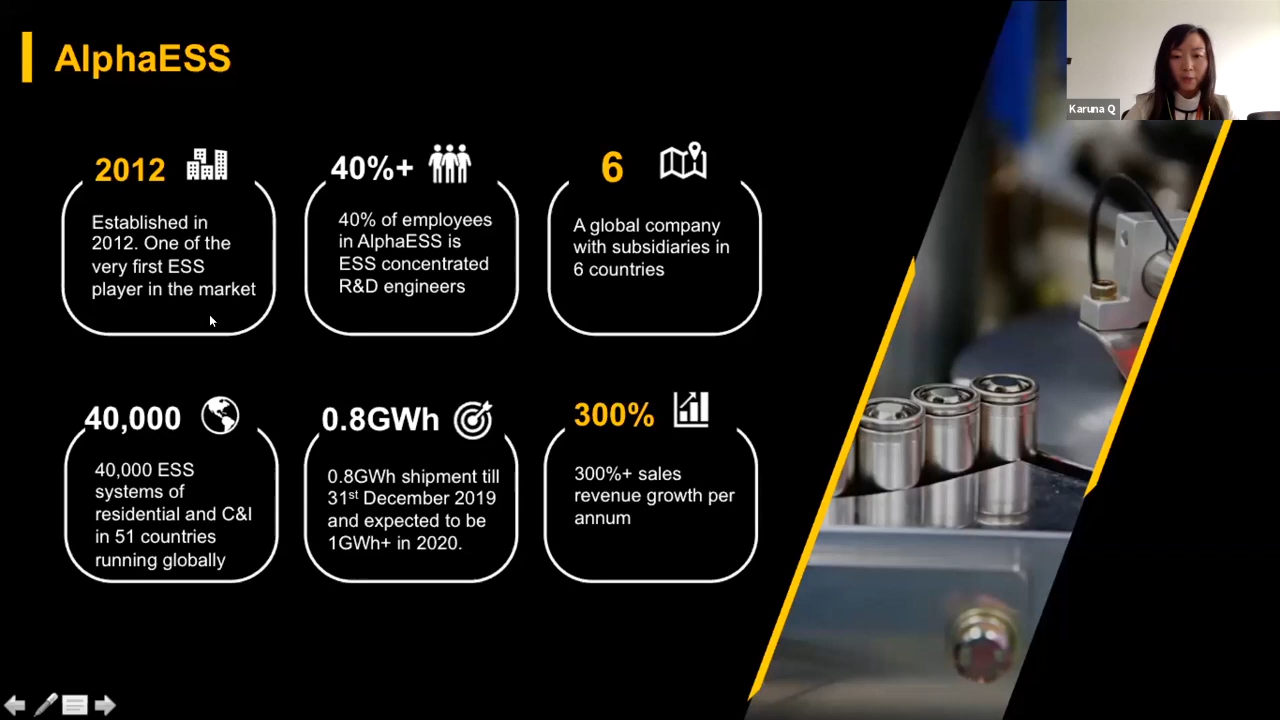 AlphaESS
Karuna Q
2012
Established in
2012. One of the
very first ESS
player in the market
40%+
40% of employees
in AlphaESS is
ESS concentrated
R&D engineers
6
A global company
with subsidiaries in
6 countries
40,000
40,000 ESS
systems of
residential and C&I
in 51 countries
running globally
0.8GWh
0.8GWh shipment till
31st December 2019
and expected to be
1GWh+ in 2020.
300%
300%+ sales
revenue growth per
annum